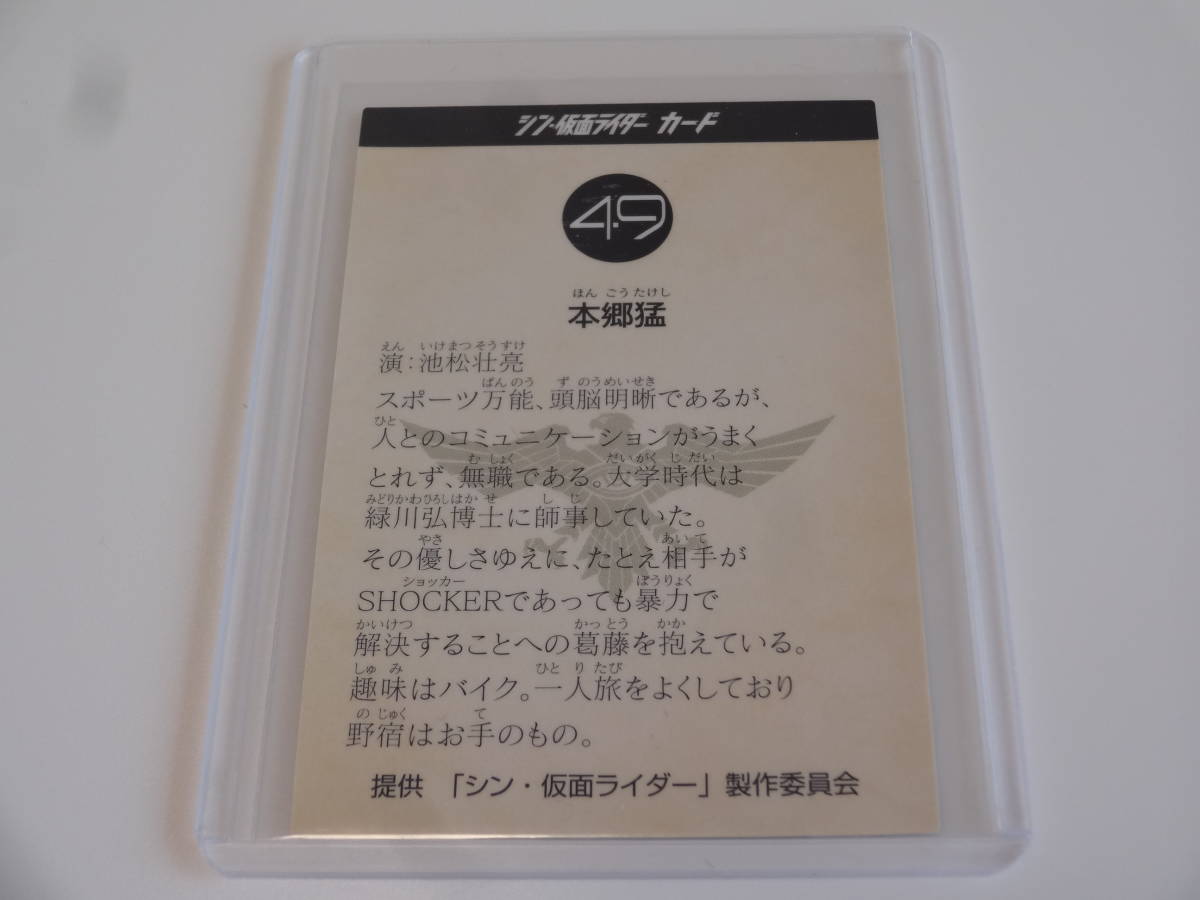 シン・仮面ライダー カード
49
ほん ごう たけし
本郷猛
えん いけまつ そうすけ
演：池松壮亮
ばんのう ず のうめいせき
スポーツ万能、頭脳明晰であるが、
ひと
人とのコミュニケーションがうまく
む しょく だいがく じ だい
とれず、無職である。大学時代は
みどりかわひろしはか せ し じ
緑川弘博士に師事していた。
やさ あい て
その優しさゆえに、たとえ相手が
ショッカー ぼうりょく
SHOCKERであっても暴力で
かいけつ かっとう かか
解決することへの葛藤を抱えている。
しゅ み ひと り たび
趣味はバイク。一人旅をよくしており
の じゅく て
野宿はお手のもの。
提供 「シン・仮面ライダー」製作委員会